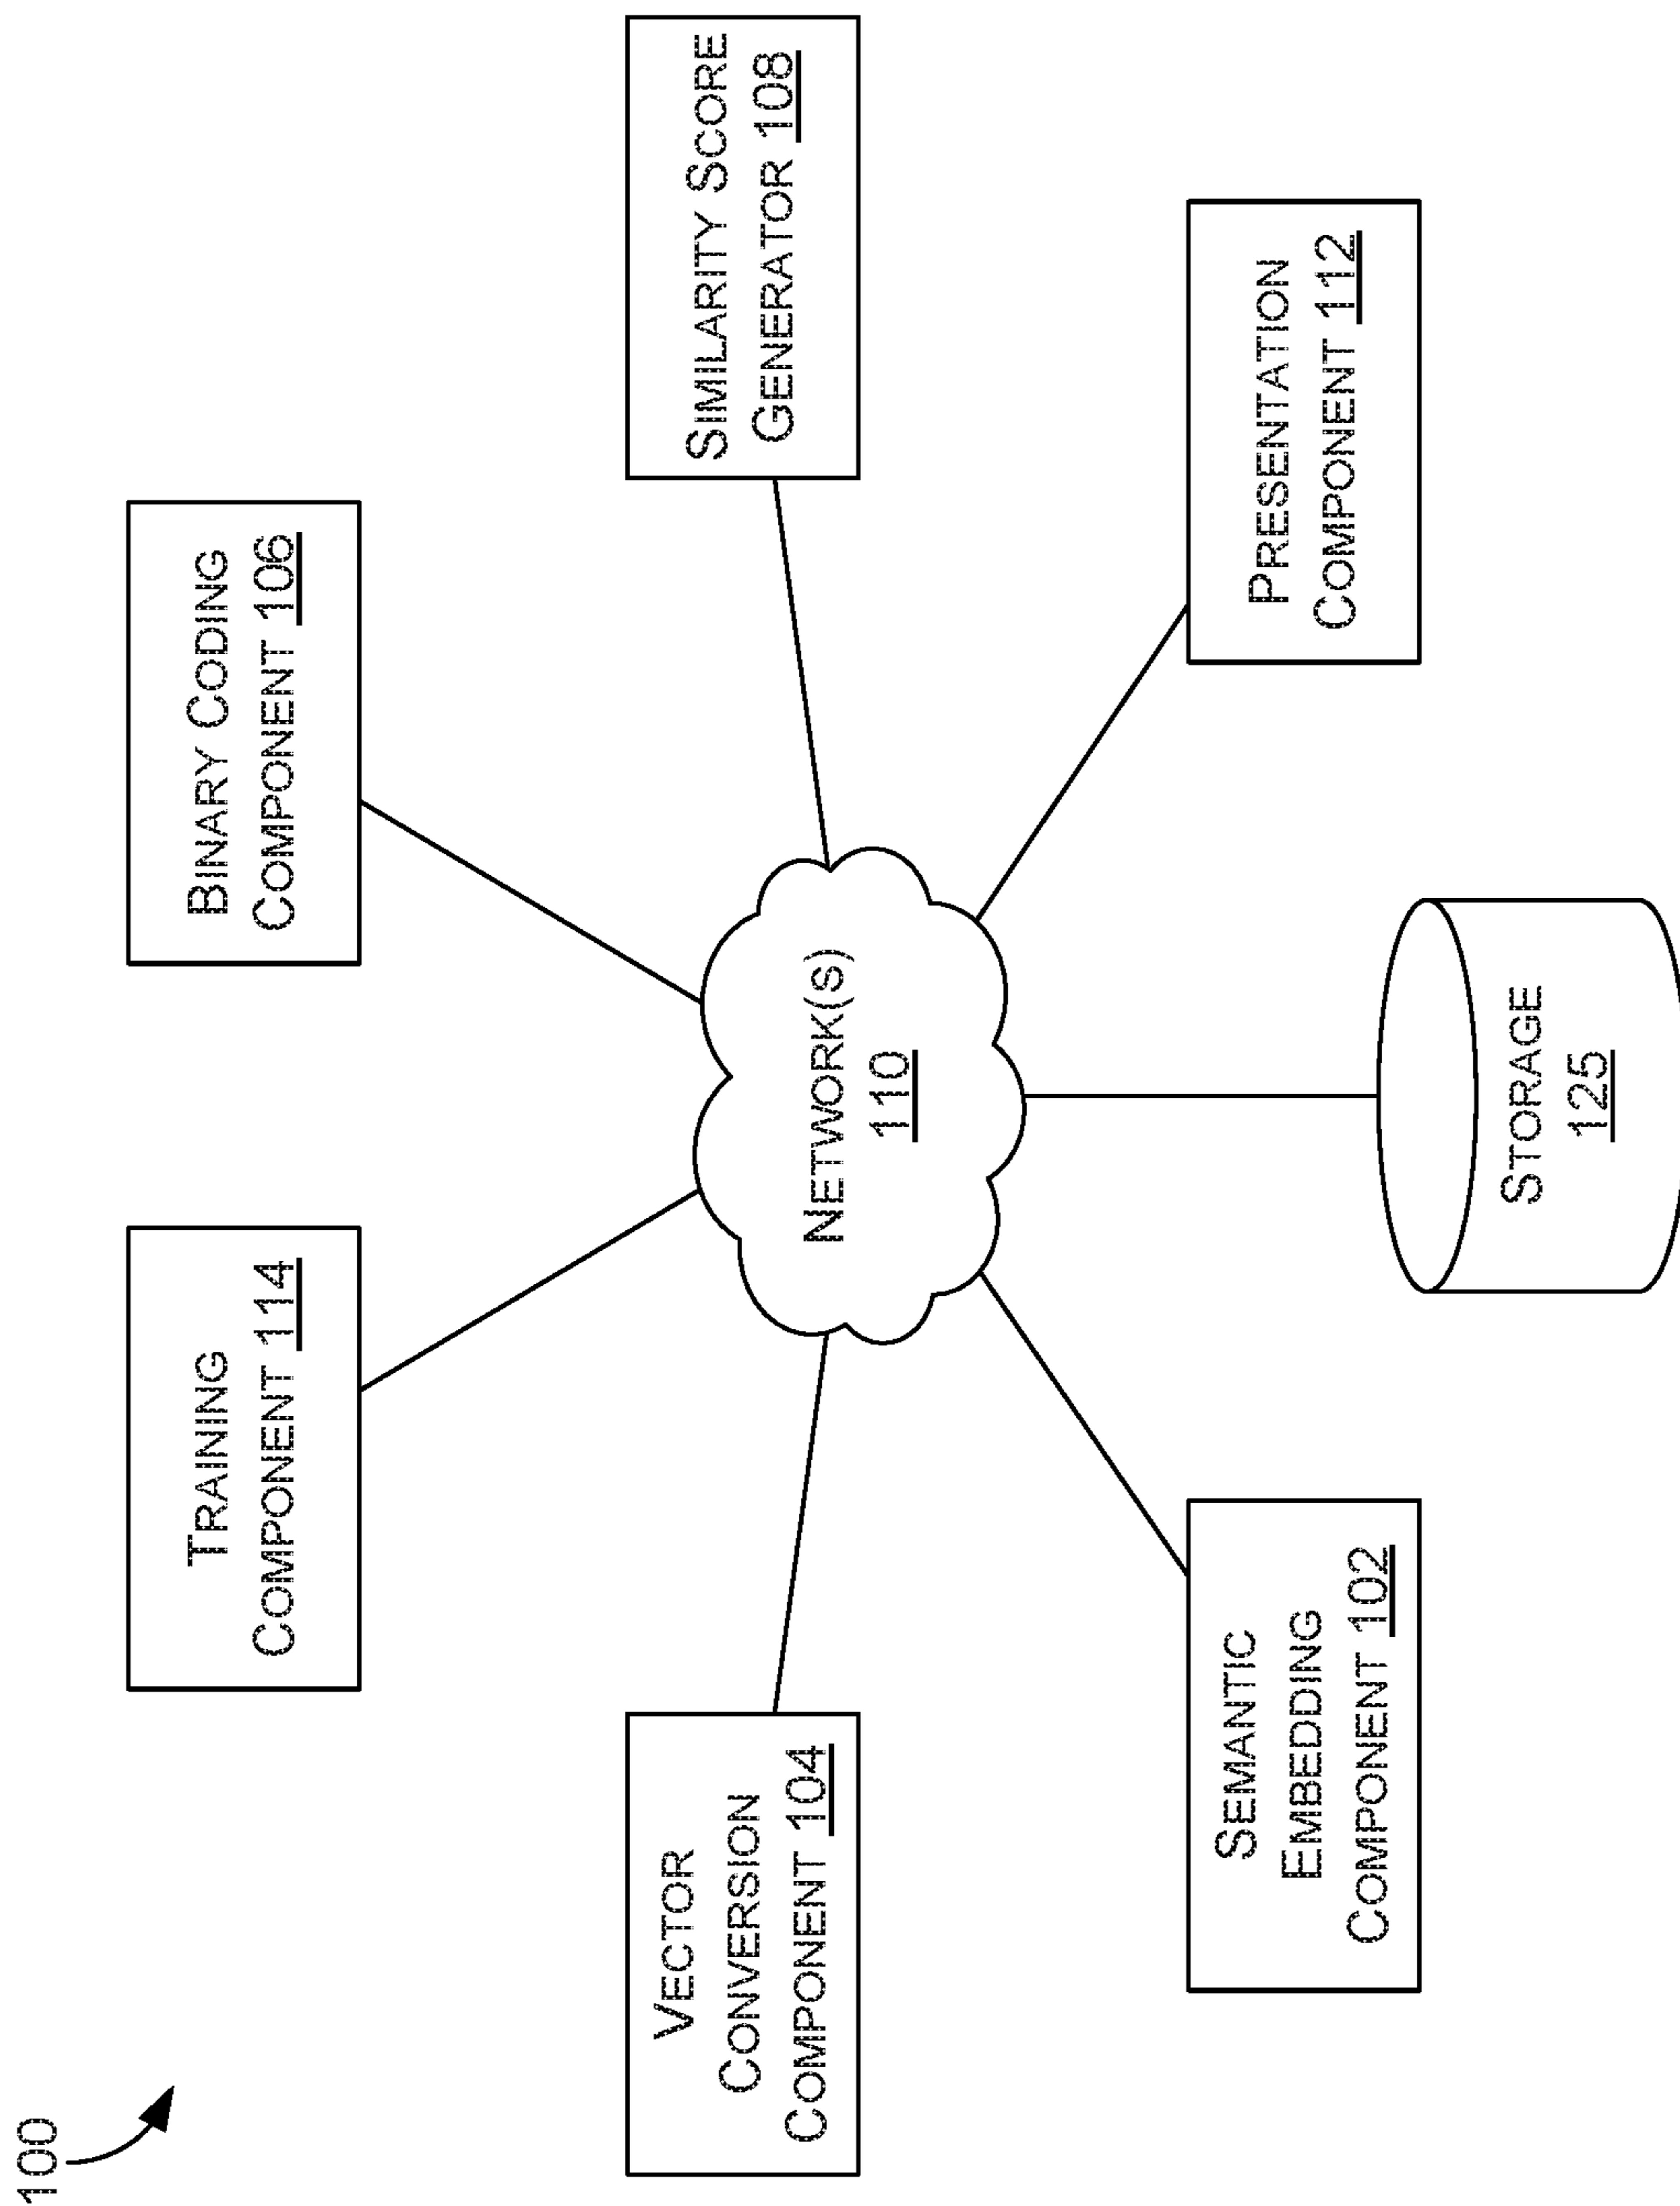 100
TRAINING
COMPONENT 114
BINARY CODING
COMPONENT 106
VECTOR
CONVERSION
COMPONENT 104
NETWORK(S)
110
SIMILARITY SCORE
GENERATOR 108
SEMANTIC
EMBEDDING
COMPONENT 102
STORAGE
125
PRESENTATION
COMPONENT 112